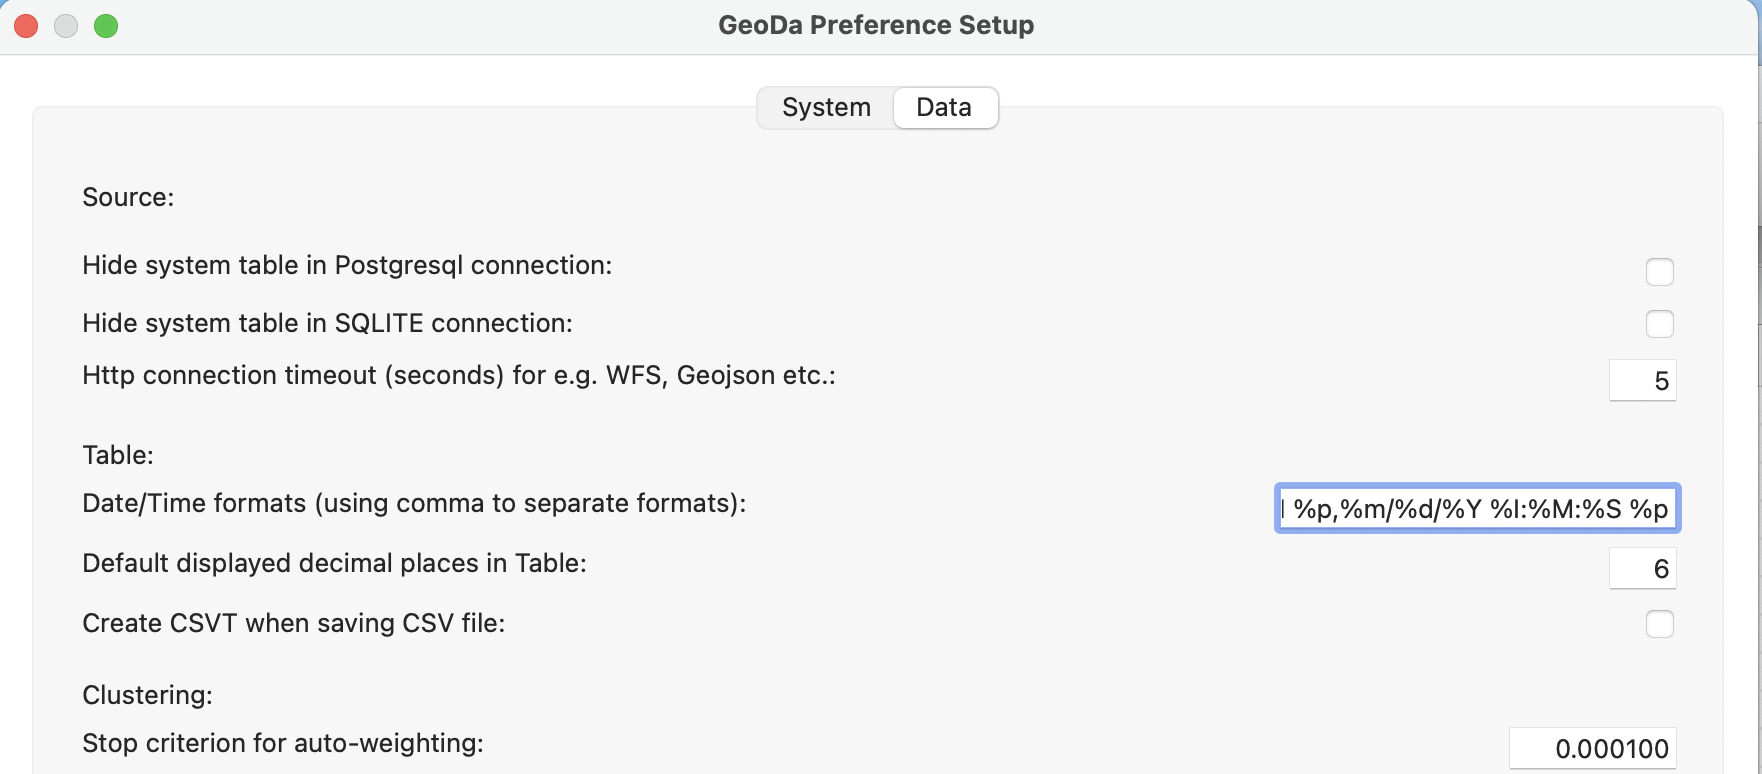 GeoDa Preference Setup
System Data
Source:
Hide system table in Postgresql connection:
Hide system table in SQLITE connection:
Http connection timeout (seconds) for e.g. WFS, Geojson etc.: 5
Table:
Date/Time formats (using comma to separate formats): %p,%m/%d/%Y %I:%M:%S %p
Default displayed decimal places in Table: 6
Create CSVT when saving CSV file:
Clustering:
Stop criterion for auto-weighting: 0.000100